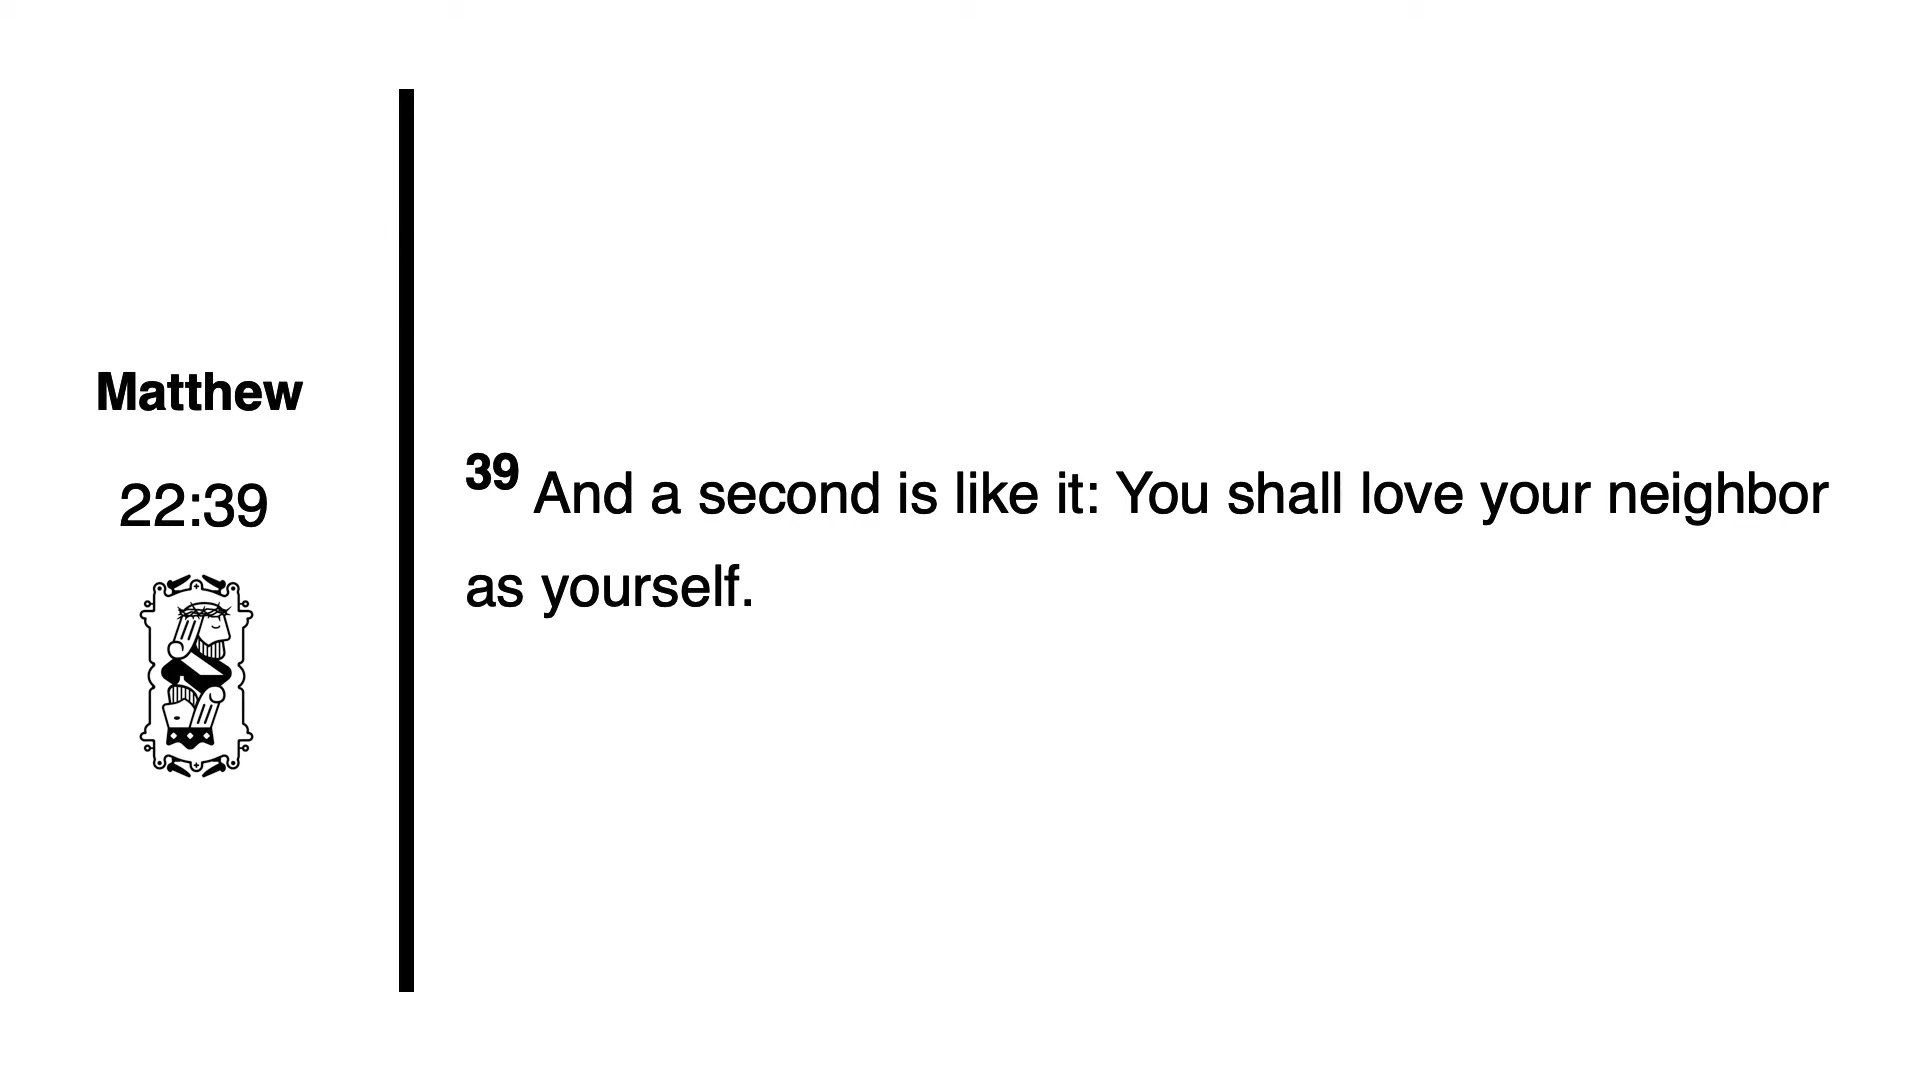 Matthew
22:39
39 And a second is like it: You shall love your neighbor
as yourself.